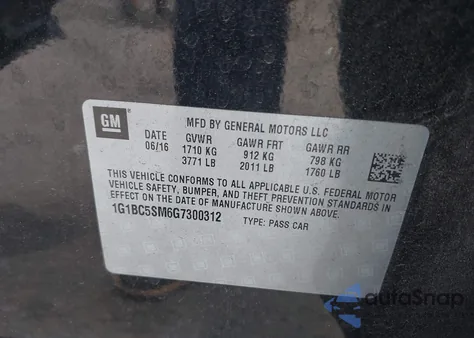 GM
MFD BY GENERAL MOTORS LLC
06/16 GVWR GAWR FRT GAWR RR
1710 KG 912 KG 798 KG
3771 LB 2011 LB 1760 LB
THIS VEHICLE CONFORMS TO ALL APPLICABLE U.S. FEDERAL MOTOR
VEHICLE SAFETY, BUMPER, AND THEFT PREVENTION STANDARDS IN
EFFECT ON THE DATE OF MANUFACTURE SHOWN ABOVE.
1G1BC5SM6G7300312 TYPE: PASS CAR
autoSnap